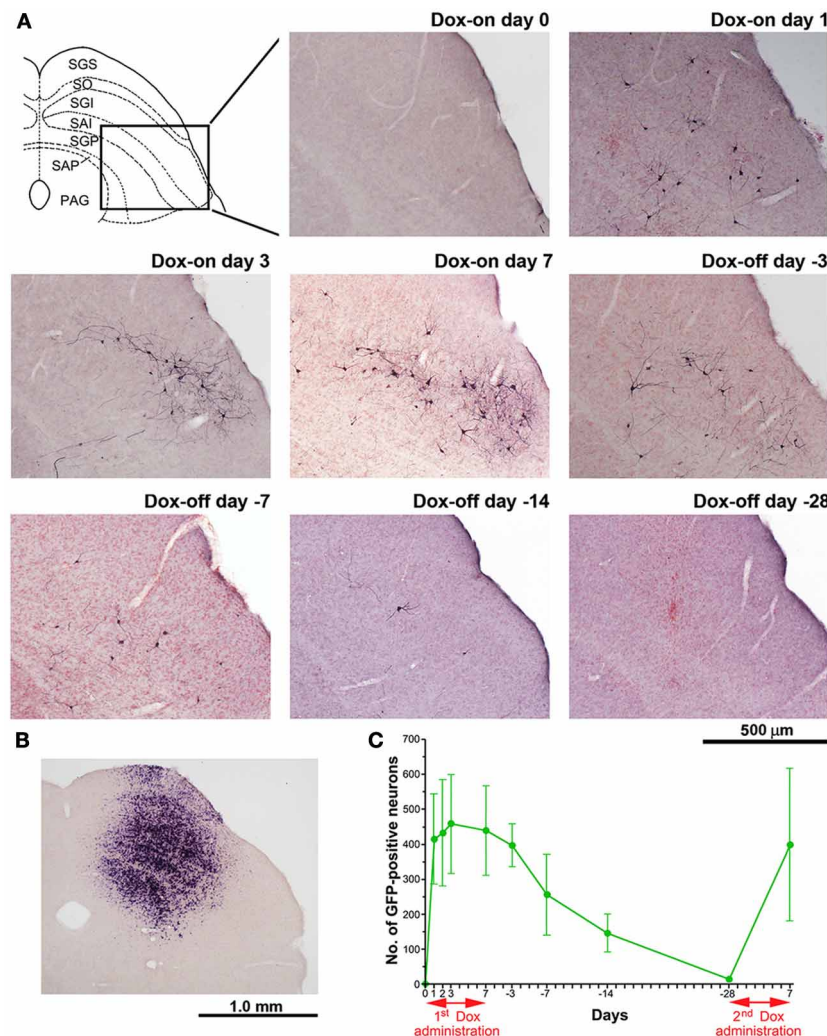 A
Dox-on day 0
Dox-on day 1
SGS
SO
SGI
SAI
SGP
SAP
PAG
Dox-on day 3
Dox-on day 7
Dox-off day -3
Dox-off day -7
Dox-off day -14
Dox-off day -28
500 μm
B
1.0 mm
C
No. of GFP-positive neurons
700
600
500
400
300
200
100
0
0 1 2 3 7 -3 -7 -14 -28 7
Days
1st Dox
administration
2nd Dox
administration